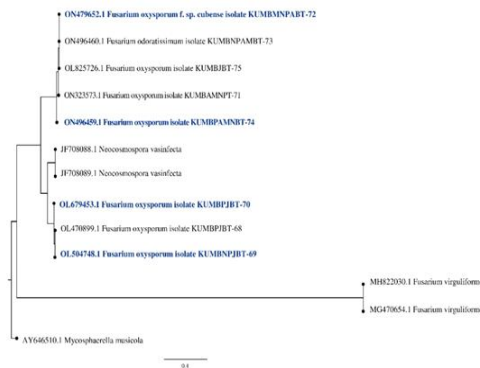 ON479652.1 Fusarium oxysporum f. sp. cubense isolate KUMBMNPABT-72
ON496460.1 Fusarium odoratissimum isolate KUMBNPAMBT-73
OL825726.1 Fusarium oxysporum isolate KUMBJBT-75
ON323573.1 Fusarium oxysporum isolate KUMBAMNPT-71
ON496459.1 Fusarium oxysporum isolate KUMBPAMNBT-74
JF708088.1 Neocosmospora vasinfecta
JF708089.1 Neocosmospora vasinfecta
OL679453.1 Fusarium oxysporum isolate KUMBPJBT-70
OL470899.1 Fusarium oxysporum isolate KUMBPJBT-68
OL504748.1 Fusarium oxysporum isolate KUMBNPJBT-69
MH822030.1 Fusarium virguliform
MG470654.1 Fusarium virguliform
AY646510.1 Mycosphaerella musicola
0.4